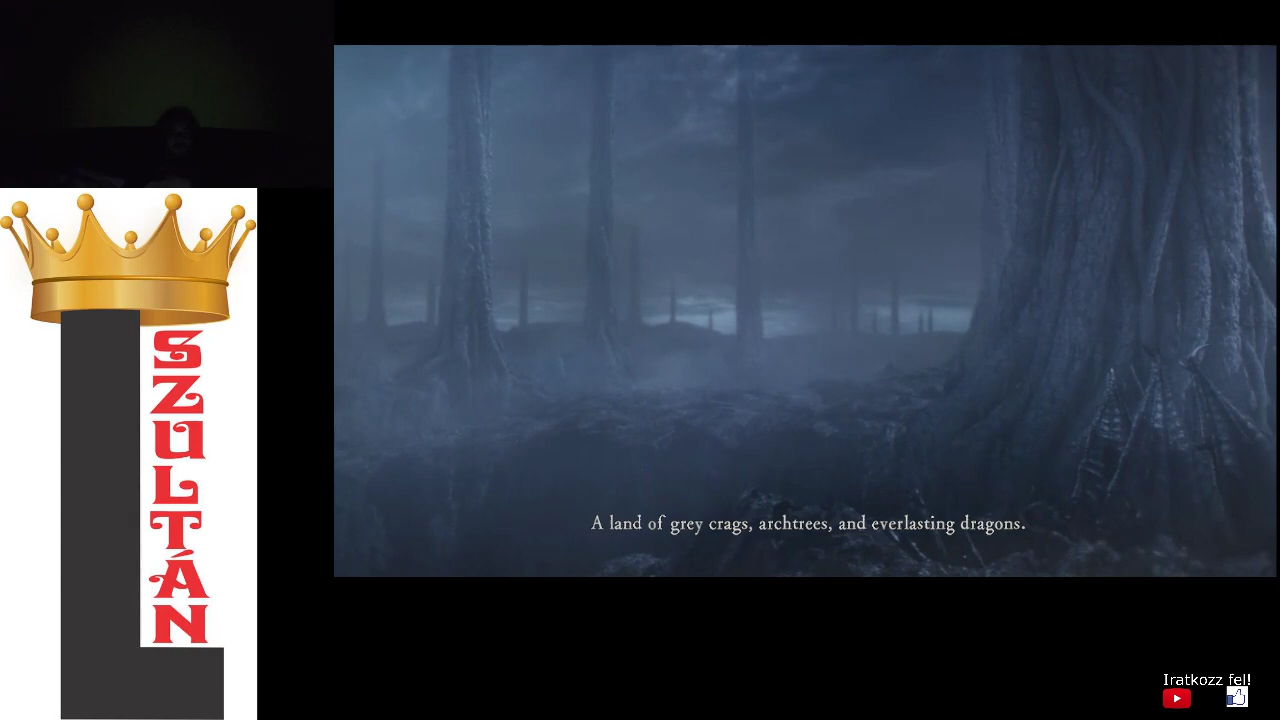 L
SZULTÁN
A land of grey crags, archtrees, and everlasting dragons.
Iratkozz fel!